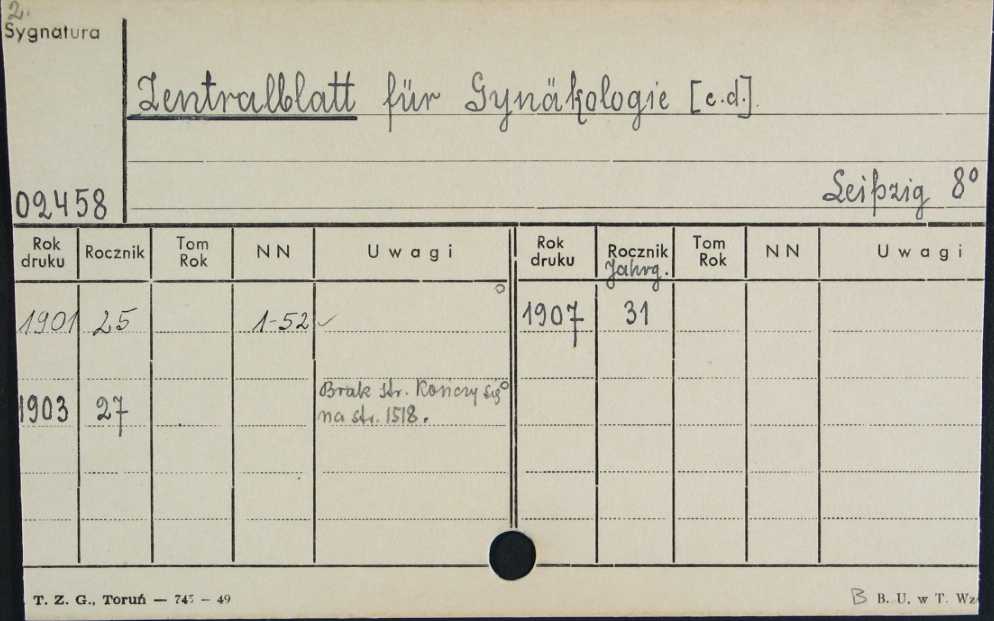 2.
Sygnatura
Zentralblatt für Gynäkologie [c.d.].
02458
Leipzig 8°
Rok druku Rocznik Tom Rok NN Uwagi Rok druku Rocznik Jahrg. Tom Rok NN Uwagi
1901 25 1-52 ✓ 1907 31
1903 27 Brak str. Kończy się
na str. 1518.
T. Z. G., Toruń — 745 — 49
B B. U. w T. Wz